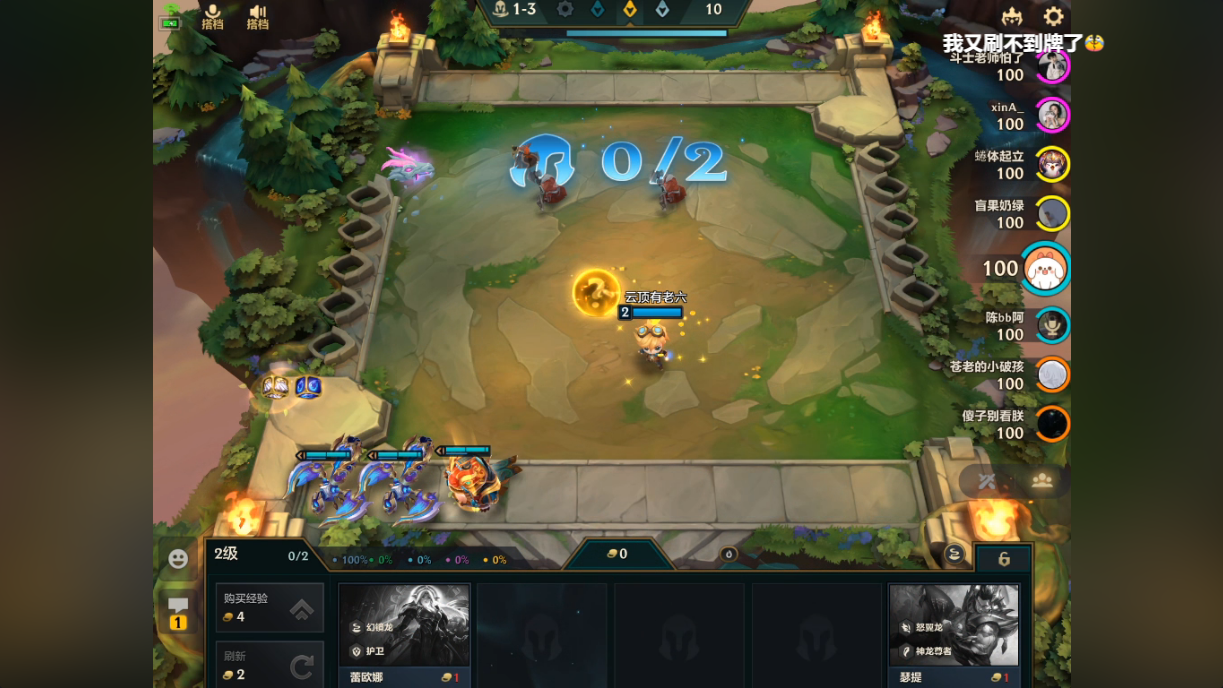 搭档
搭档
1-3
10
我又刷不到牌了
斗士老师怕了
100
xinA_
100
蜷体起立
100
盲果奶绿
100
100
陈bb阿
100
苍老的小破孩
100
傻子别看朕
100
0/2
云顶有老六
2
2级
0/2
100%
0%
0%
0%
0%
0
购买经验
4
刷新
2
1
幻镜龙
护卫
蕾欧娜
1
怒翼龙
神龙尊者
瑟提
1